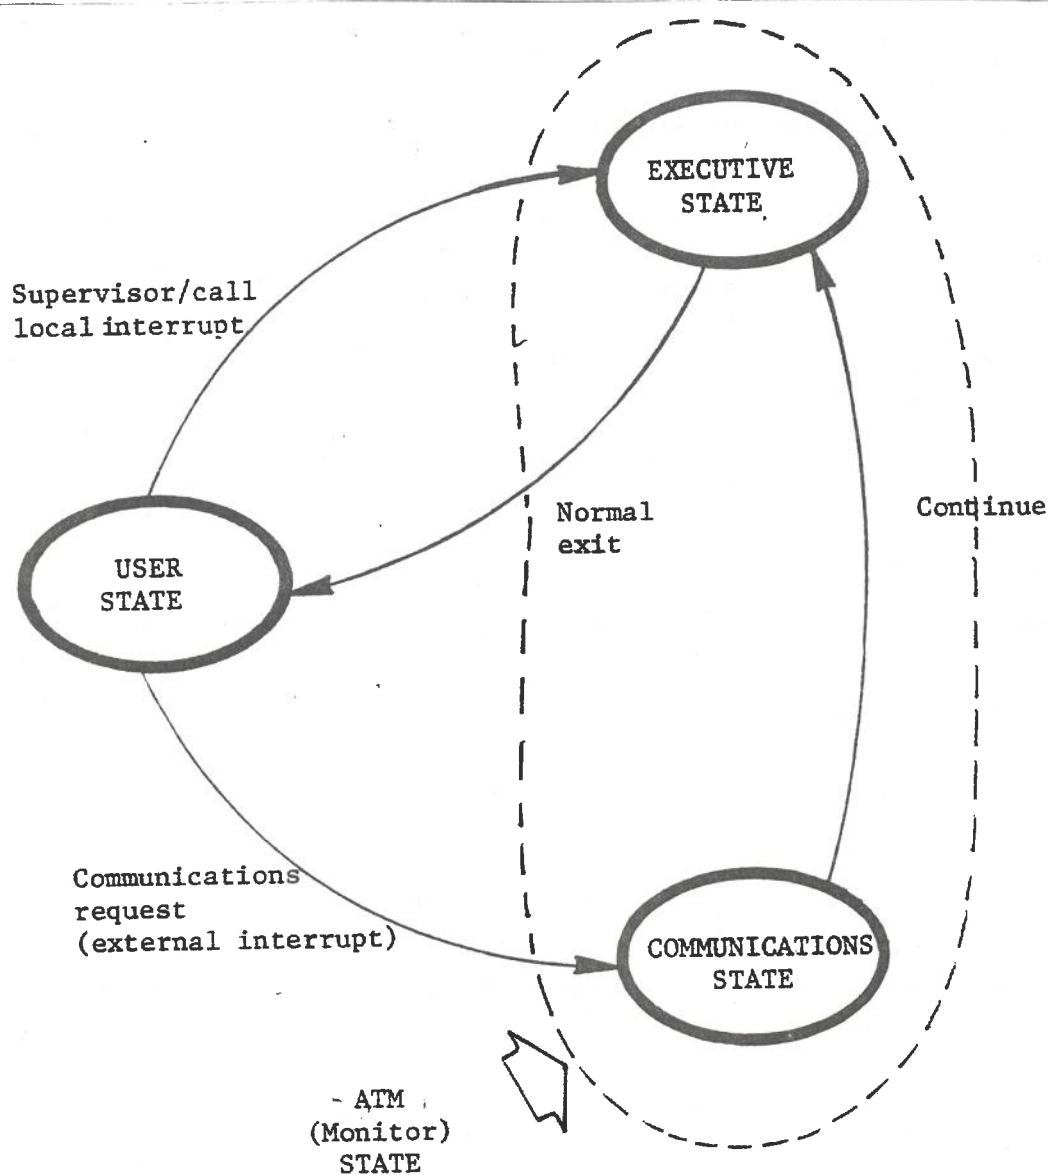 EXECUTIVE
STATE
Supervisor/call
local interrupt
Normal
exit
Continue
USER
STATE
Communications
request
(external interrupt)
COMMUNICATIONS
STATE
ATM
(Monitor)
STATE